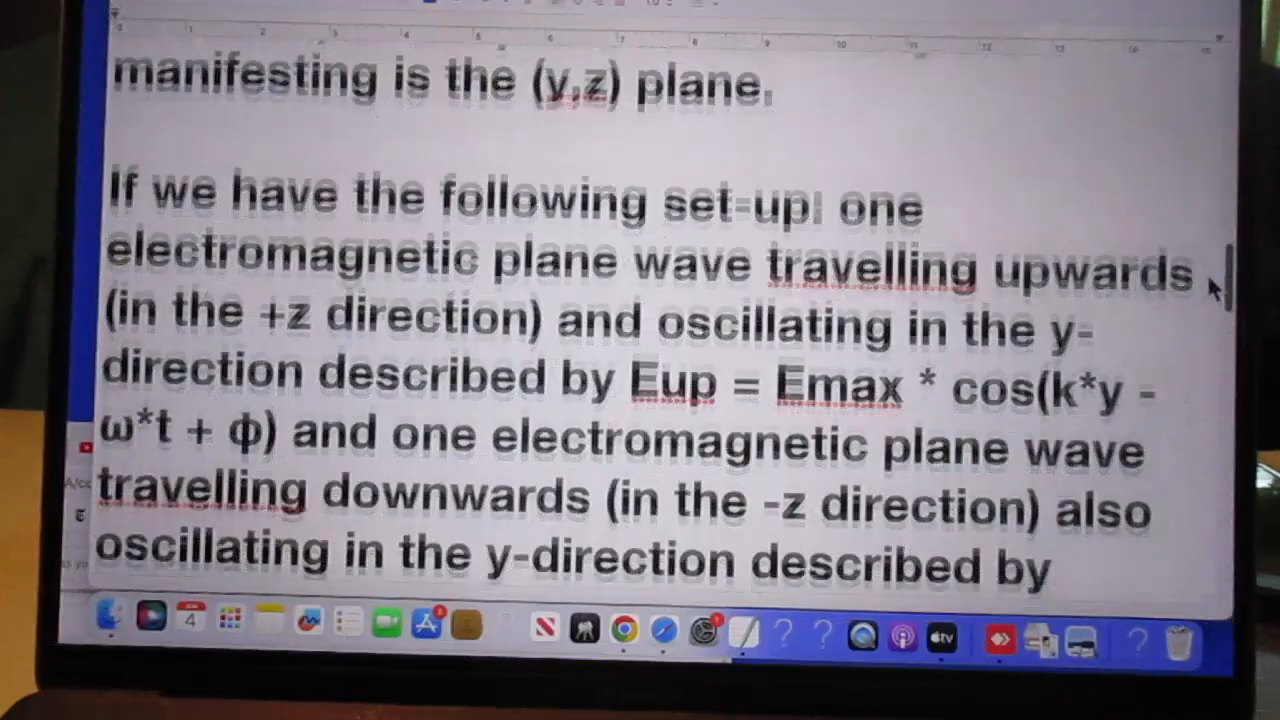 manifesting is the (y,z) plane.
If we have the following set-up: one
electromagnetic plane wave travelling upwards
(in the +z direction) and oscillating in the y-
direction described by Eup = Emax * cos(k*y -
ω*t + ϕ) and one electromagnetic plane wave
travelling downwards (in the -z direction) also
oscillating in the y-direction described by
4
tv